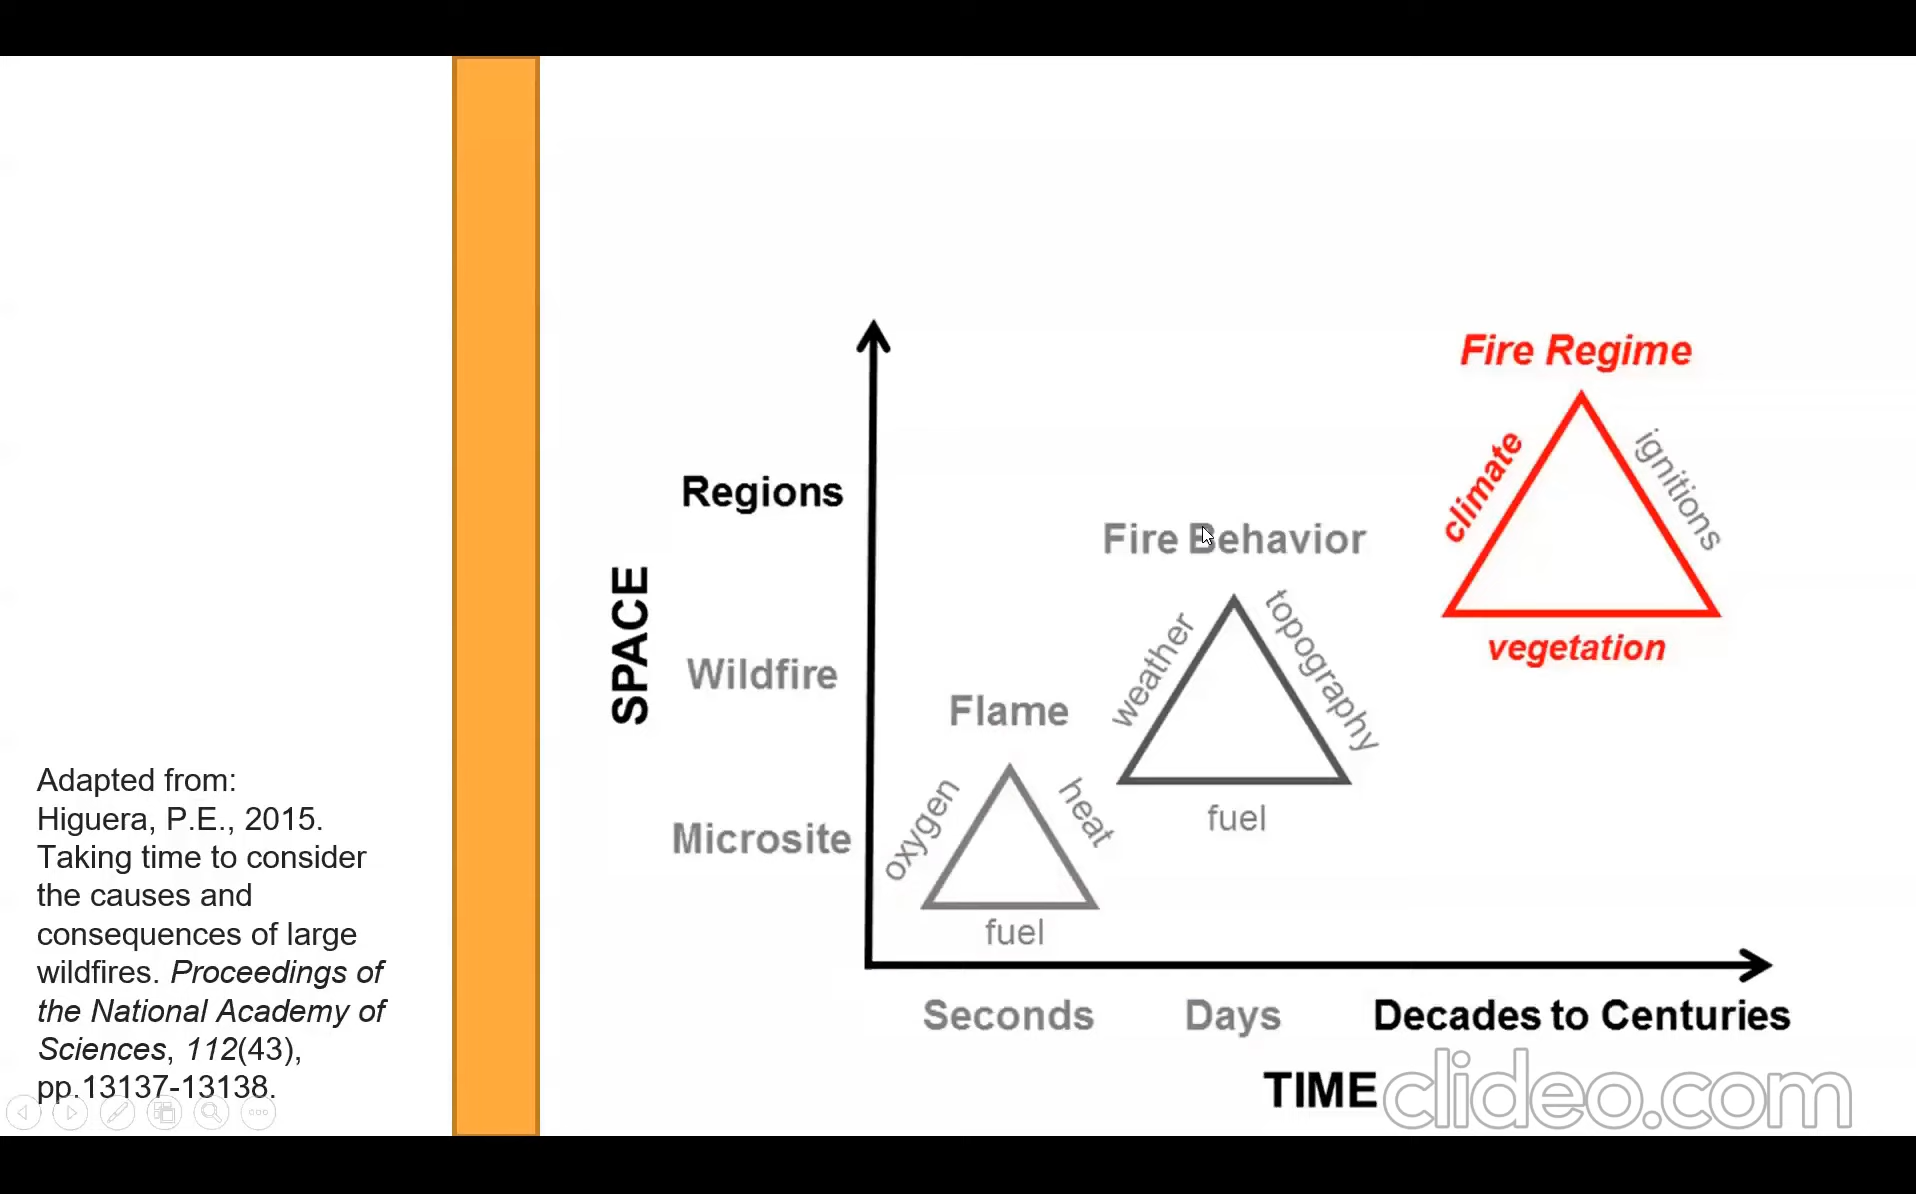 Adapted from:
Higuera, P.E., 2015.
Taking time to consider
the causes and
consequences of large
wildfires. Proceedings of
the National Academy of
Sciences, 112(43),
pp.13137-13138.
SPACE
Regions
Wildfire
Microsite
Flame
oxygen
heat
fuel
Fire Behavior
weather
topography
fuel
Fire Regime
climate
ignitions
vegetation
Seconds
Days
Decades to Centuries
TIME
clideo.com